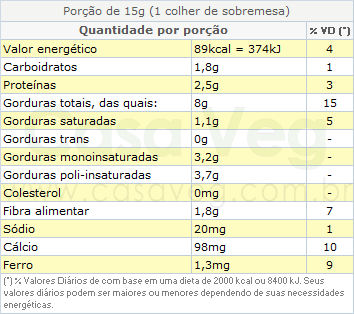 Porção de 15g (1 colher de sobremesa)
Quantidade por porção % VD (*)
Valor energético 89kcal = 374kJ 4
Carboidratos 1,8g 1
Proteínas 2,5g 3
Gorduras totais, das quais: 8g 15
Gorduras saturadas 1,1g 5
Gorduras trans 0g -
Gorduras monoinsaturadas 3,2g -
Gorduras poli-insaturadas 3,7g -
Colesterol 0mg -
Fibra alimentar 1,8g 7
Sódio 20mg 1
Cálcio 98mg 10
Ferro 1,3mg 9
(*) % Valores Diários de com base em uma dieta de 2000 kcal ou 8400 kJ. Seus
valores diários podem ser maiores ou menores dependendo de suas necessidades
energéticas.
Casa Veg
www.casaveg.com.br